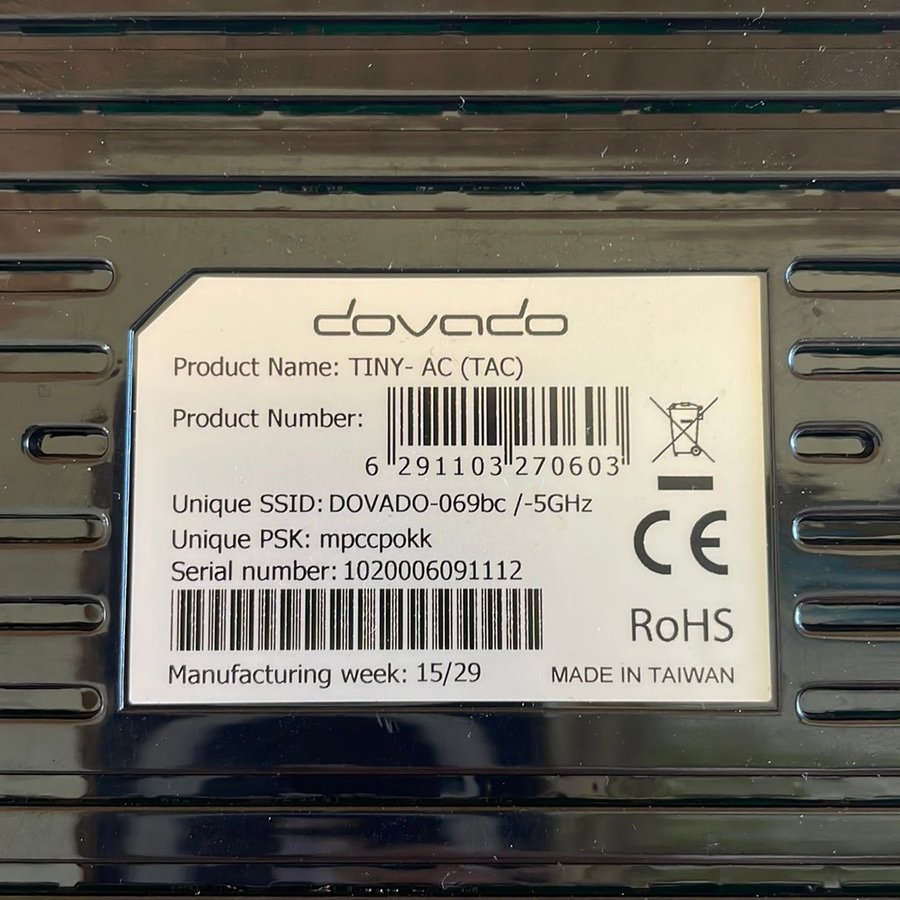 dovado
Product Name: TINY- AC (TAC)
Product Number:
6 291103 270603
Unique SSID: DOVADO-069bc /-5GHz
Unique PSK: mpccpokk
Serial number: 1020006091112
Manufacturing week: 15/29
CE
RoHS
MADE IN TAIWAN